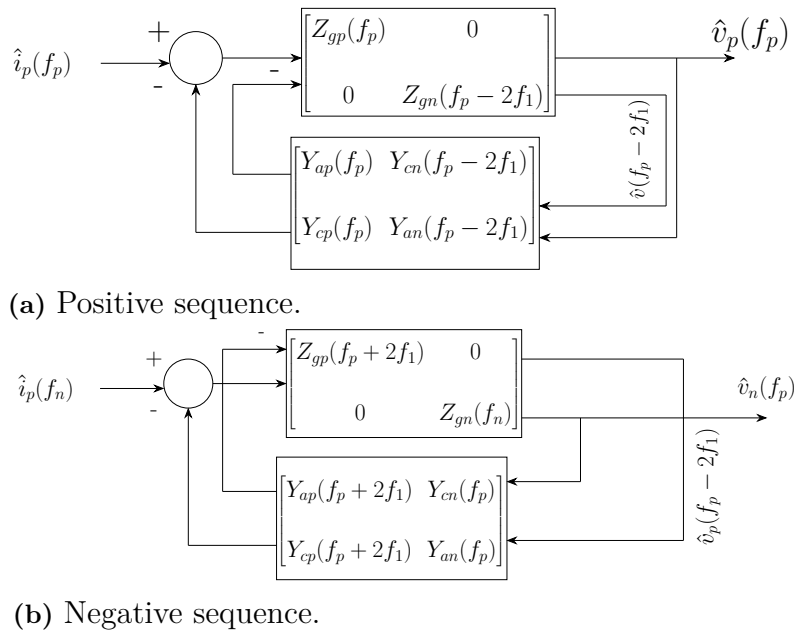 +
î_p(f_p)
-
-
Z_gp(f_p) 0
0 Z_gn(f_p − 2f_1)
v̂_p(f_p)
v̂(f_p − 2f_1)
Y_ap(f_p) Y_cn(f_p − 2f_1)
Y_cp(f_p) Y_an(f_p − 2f_1)
(a) Positive sequence.
+
î_p(f_n)
-
-
Z_gp(f_p + 2f_1) 0
0 Z_gn(f_n)
v̂_n(f_p)
v̂_p(f_p − 2f_1)
Y_ap(f_p + 2f_1) Y_cn(f_p)
Y_cp(f_p + 2f_1) Y_an(f_p)
(b) Negative sequence.